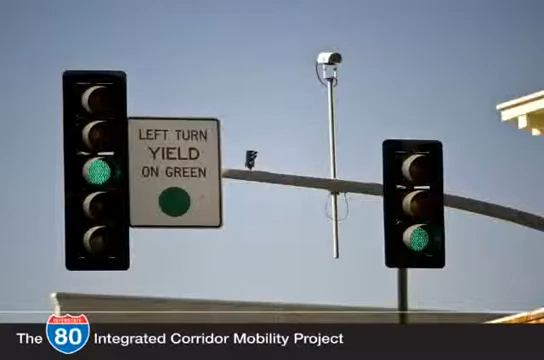 LEFT TURN
YIELD
ON GREEN
The INTERSTATE 80 Integrated Corridor Mobility Project